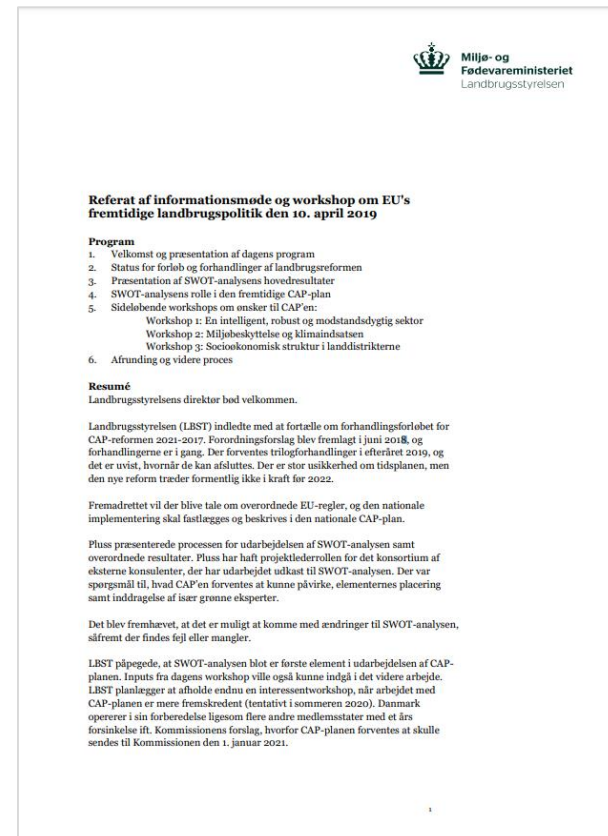 Miljø- og
Fødevareministeriet
Landbrugsstyrelsen
Referat af informationsmøde og workshop om EU's
fremtidige landbrugspolitik den 10. april 2019
Program
1. Velkomst og præsentation af dagens program
2. Status for forløb og forhandlinger af landbrugsreformen
3. Præsentation af SWOT-analysens hovedresultater
4. SWOT-analysens rolle i den fremtidige CAP-plan
5. Sideløbende workshops om ønsker til CAP'en:
Workshop 1: En intelligent, robust og modstandsdygtig sektor
Workshop 2: Miljøbeskyttelse og klimaindsatsen
Workshop 3: Socioøkonomisk struktur i landdistrikterne
6. Afrunding og videre proces
Resumé
Landbrugsstyrelsens direktør bød velkommen.
Landbrugsstyrelsen (LBST) indledte med at fortælle om forhandlingsforløbet for
CAP-reformen 2021-2017. Forordningsforslag blev fremlagt i juni 2018, og
forhandlingerne er i gang. Der forventes trilogforhandlinger i efteråret 2019, og
det er uvist, hvornår de kan afsluttes. Der er stor usikkerhed om tidsplanen, men
den nye reform træder formentlig ikke i kraft før 2022.
Fremadrettet vil der blive tale om overordnede EU-regler, og den nationale
implementering skal fastlægges og beskrives i den nationale CAP-plan.
Pluss præsenterede processen for udarbejdelsen af SWOT-analysen samt
overordnede resultater. Pluss har haft projektlederrollen for det konsortium af
eksterne konsulenter, der har udarbejdet udkast til SWOT-analysen. Der var
spørgsmål til, hvad CAP'en forventes at kunne påvirke, elementernes placering
samt inddragelse af især grønne eksperter.
Det blev fremhævet, at det er muligt at komme med ændringer til SWOT-analysen,
såfremt der findes fejl eller mangler.
LBST påpegede, at SWOT-analysen blot er første element i udarbejdelsen af CAP-
planen. Inputs fra dagens workshop ville også kunne indgå i det videre arbejde.
LBST planlægger at afholde endnu en interessentworkshop, når arbejdet med
CAP-planen er mere fremskredet (tentativt i sommeren 2020). Danmark
opererer i sin forberedelse ligesom flere andre medlemsstater med et års
forsinkelse ift. Kommissionens forslag, hvorfor CAP-planen forventes at skulle
sendes til Kommissionen den 1. januar 2021.
1